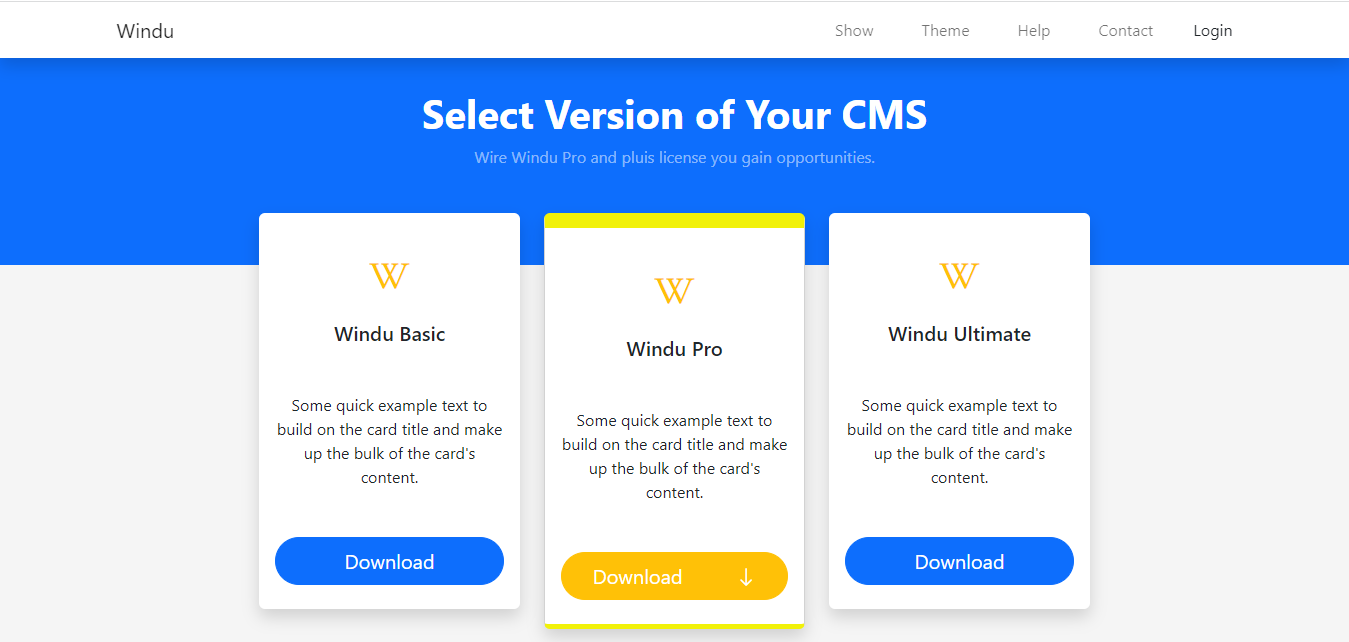 Windu
Show Theme Help Contact Login
Select Version of Your CMS
Wire Windu Pro and pluis license you gain opportunities.
W
Windu Basic
Some quick example text to
build on the card title and make
up the bulk of the card's
content.
Download
W
Windu Pro
Some quick example text to
build on the card title and make
up the bulk of the card's
content.
Download ↓
W
Windu Ultimate
Some quick example text to
build on the card title and make
up the bulk of the card's
content.
Download